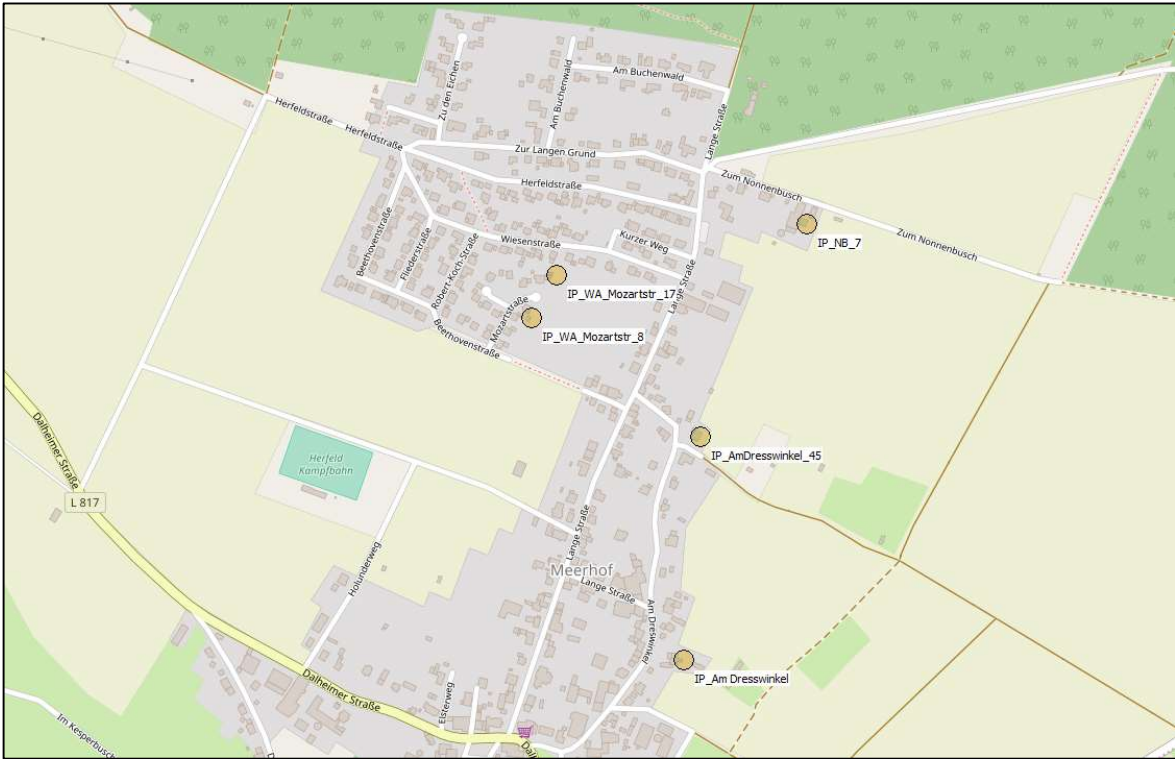 Am Buchenwald
Zu den Eichen
Am Buchenwald
Herfeldstraße
Herfeldstraße
Lange Straße
Zur Langen Grund
Zum Nonnenbusch
Herfeldstraße
IP_NB_7
Zum Nonnenbusch
Beethovenstraße
Fliederstraße
Robert-Koch-Straße
Wiesenstraße
Kurzer Weg
Lange Straße
IP_WA_Mozartstr_17
Mozartstraße
IP_WA_Mozartstr_8
Beethovenstraße
Dalheimer Straße
IP_AmDresswinkel_45
Herfeld
Kampfbahn
L 817
Lange Straße
Holunderweg
Meerhof
Lange Straße
Am Dreswinkel
IP_Am Dresswinkel
Dalheimer Straße
Elsterweg
Im Kesperbusch